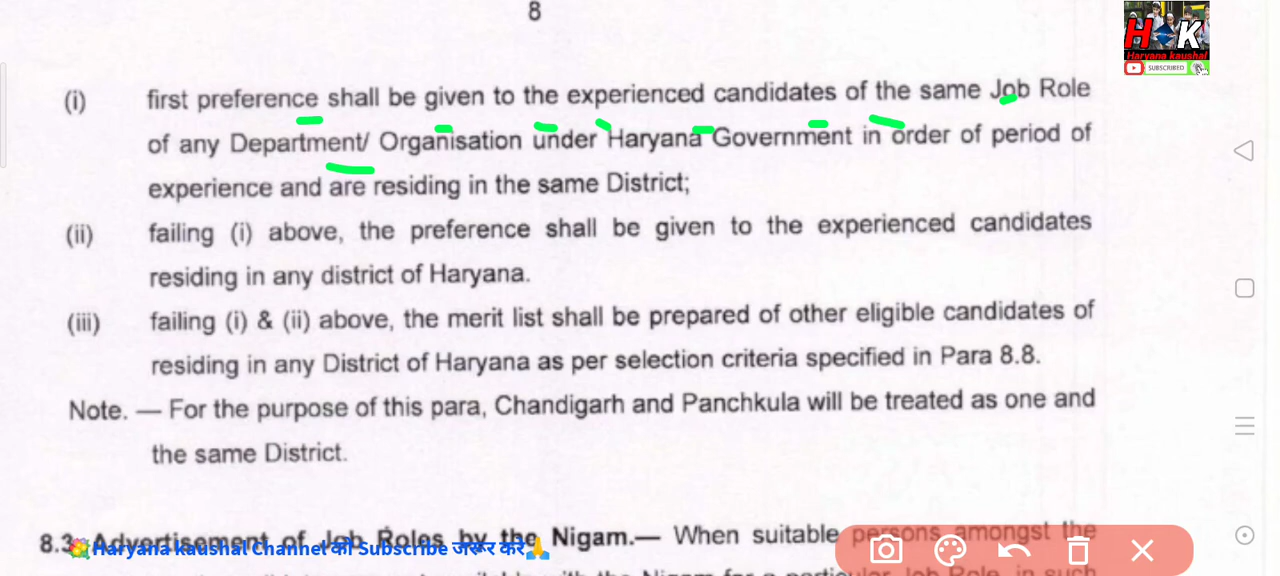 8
H K
Haryana kaushal
SUBSCRIBED
(i) first preference shall be given to the experienced candidates of the same Job Role
of any Department/ Organisation under Haryana Government in order of period of
experience and are residing in the same District;
(ii) failing (i) above, the preference shall be given to the experienced candidates
residing in any district of Haryana.
(iii) failing (i) & (ii) above, the merit list shall be prepared of other eligible candidates of
residing in any District of Haryana as per selection criteria specified in Para 8.8.
Note. — For the purpose of this para, Chandigarh and Panchkula will be treated as one and
the same District.
8.3 Advertisement of Job Roles by the Nigam.— When suitable persons amongst the
Haryana kaushal Channel को Subscribe जरूर करें
particular Job Role, in such